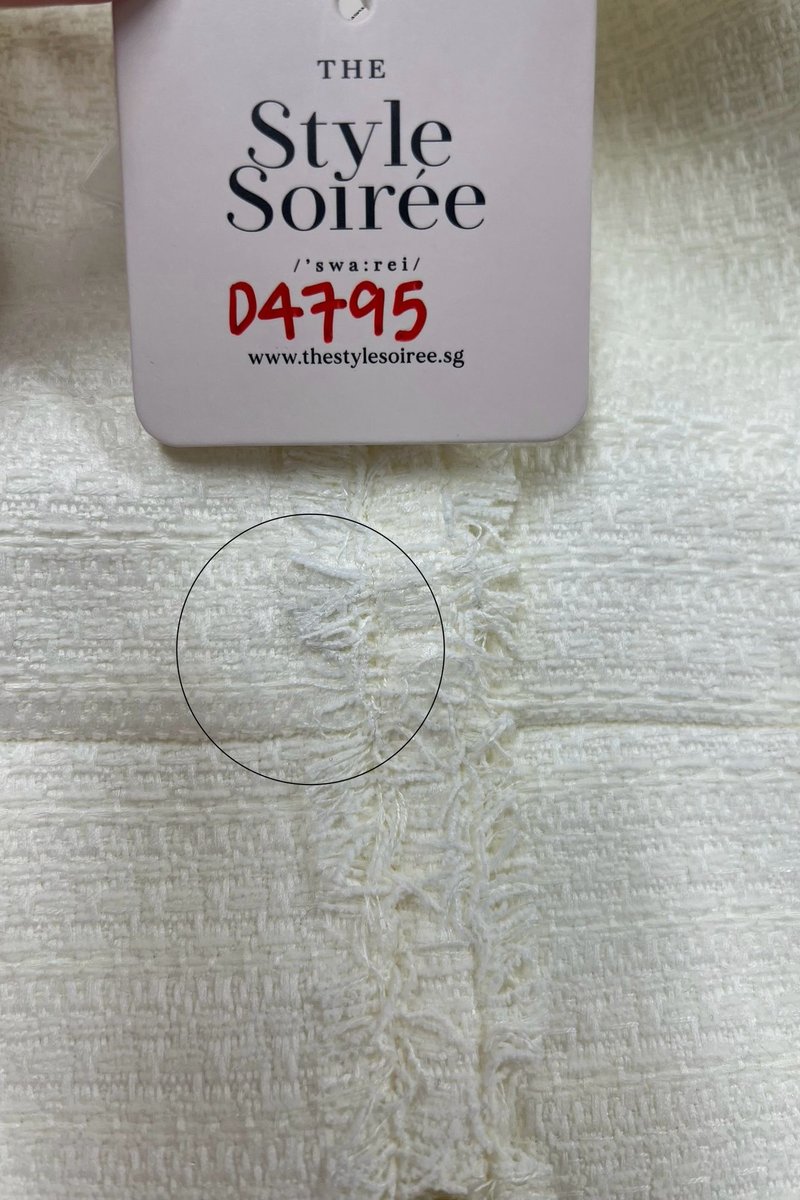 THE
Style
Soirée
/'swa:rei/
D4795
www.thestylesoiree.sg